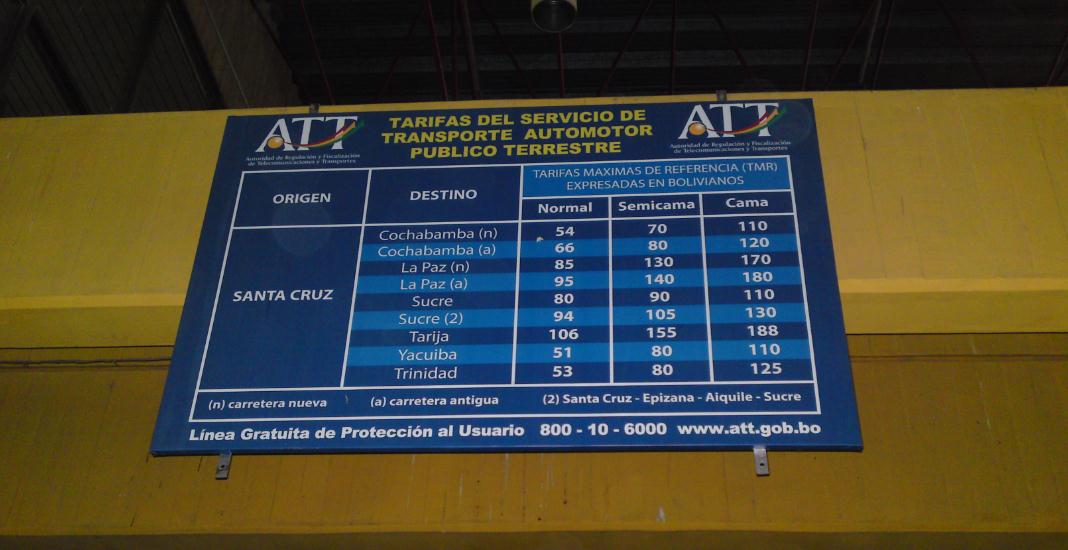 ATT
Autoridad de Regulación y Fiscalización
de Telecomunicaciones y Transportes
TARIFAS DEL SERVICIO DE
TRANSPORTE AUTOMOTOR
PUBLICO TERRESTRE
ATT
Autoridad de Regulación y Fiscalización
de Telecomunicaciones y Transportes
ORIGEN DESTINO TARIFAS MAXIMAS DE REFERENCIA (TMR)
EXPRESADAS EN BOLIVIANOS
Normal Semicama Cama
SANTA CRUZ
Cochabamba (n) 54 70 110
Cochabamba (a) 66 80 120
La Paz (n) 85 130 170
La Paz (a) 95 140 180
Sucre 80 90 110
Sucre (2) 94 105 130
Tarija 106 155 188
Yacuiba 51 80 110
Trinidad 53 80 125
(n) carretera nueva (a) carretera antigua (2) Santa Cruz - Epizana - Aiquile - Sucre
Línea Gratuita de Protección al Usuario 800 - 10 - 6000 www.att.gob.bo